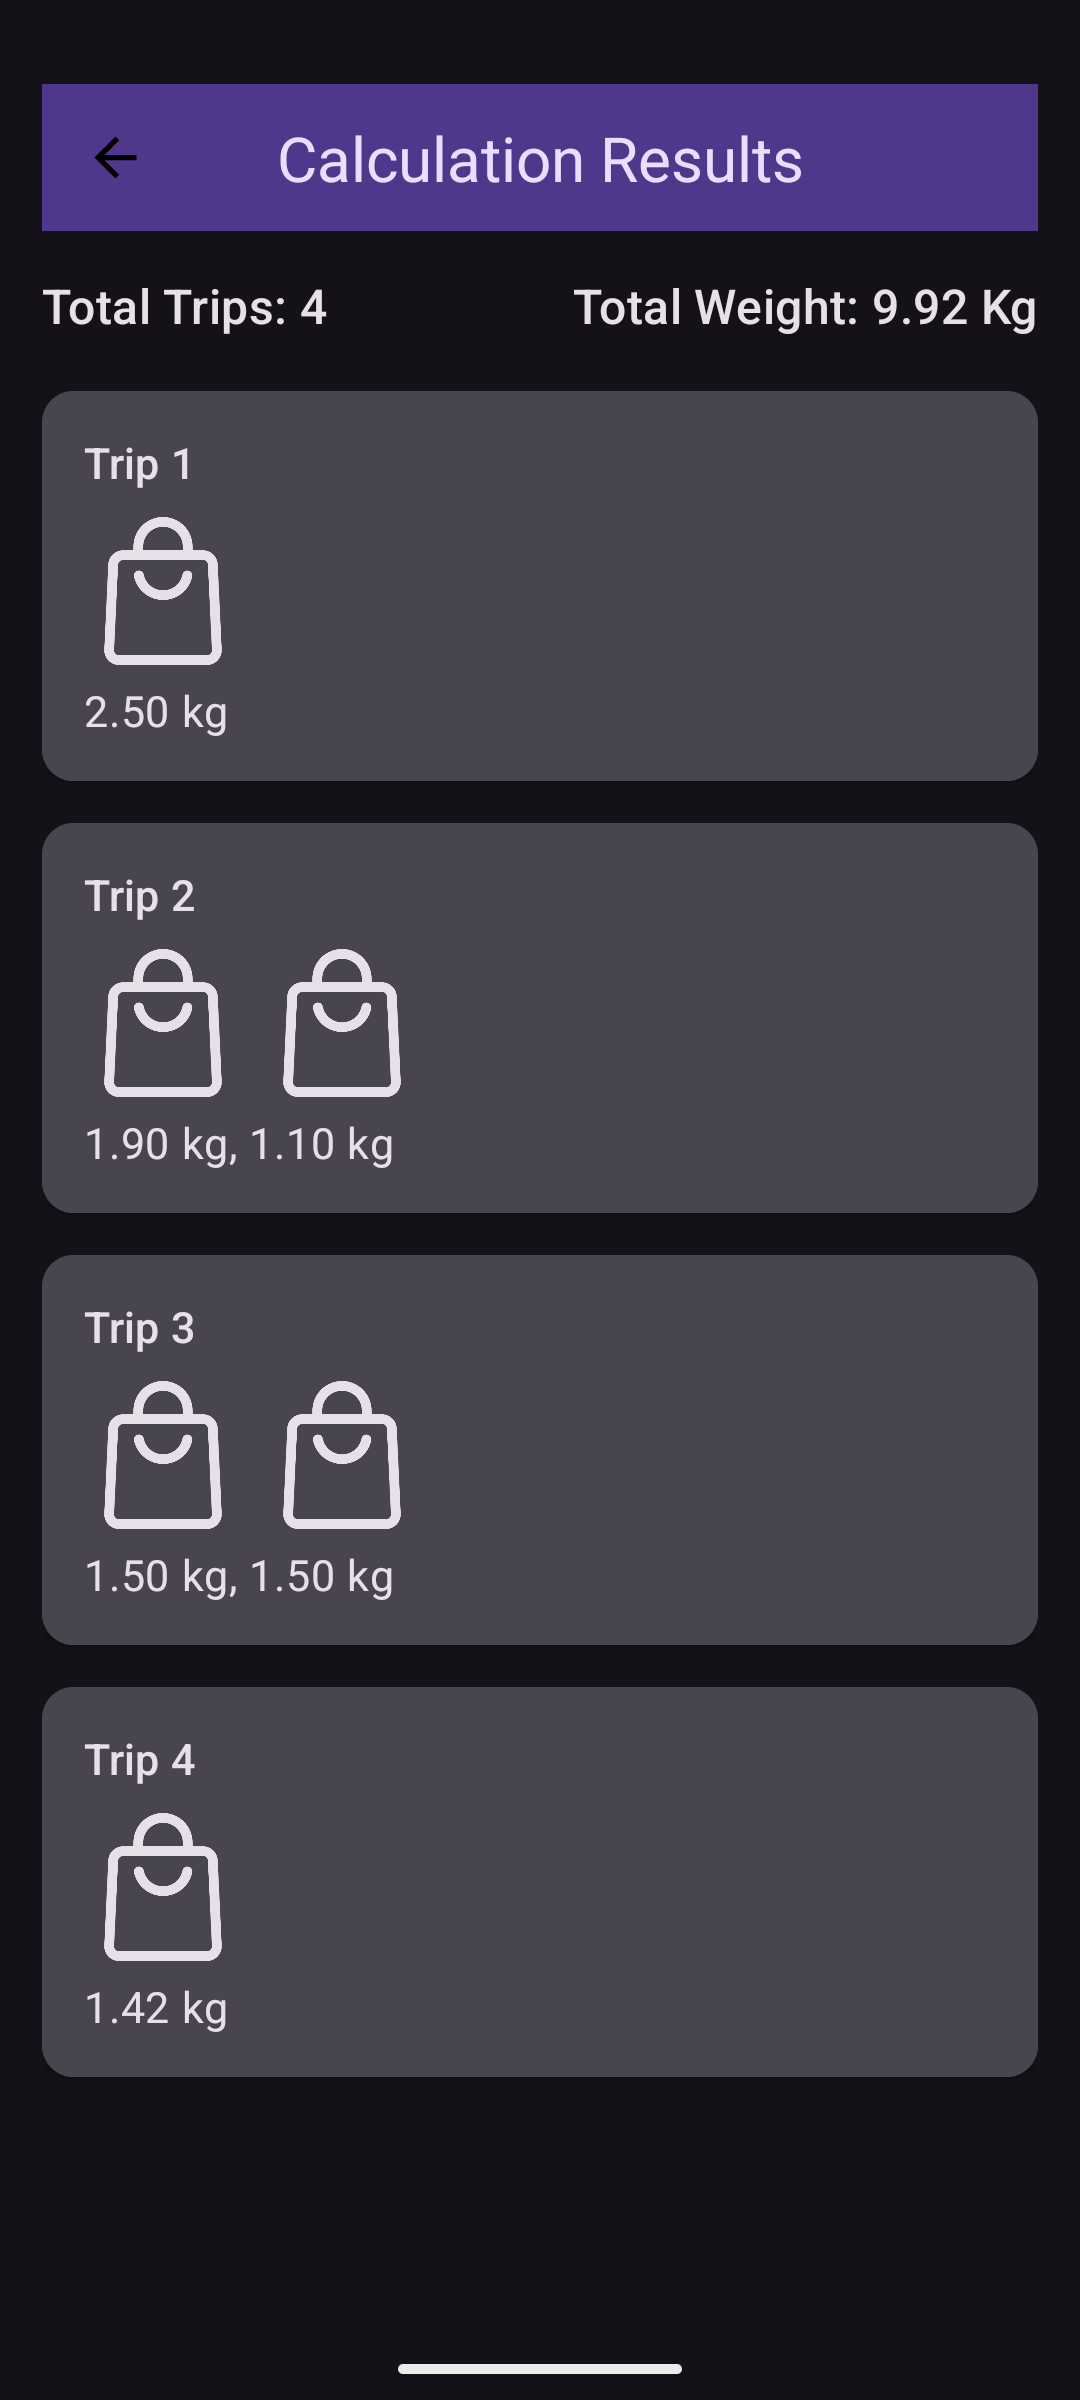 Calculation Results
Total Trips: 4 Total Weight: 9.92 Kg
Trip 1
2.50 kg
Trip 2
1.90 kg, 1.10 kg
Trip 3
1.50 kg, 1.50 kg
Trip 4
1.42 kg